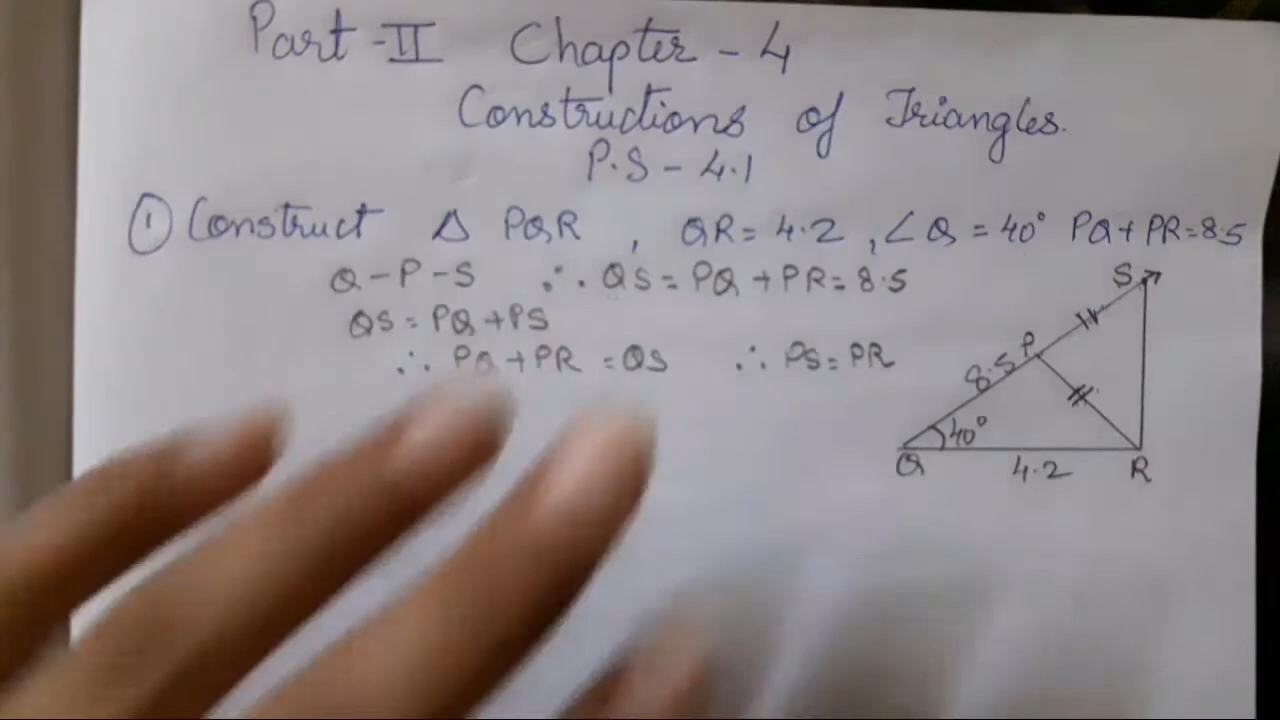 Part-II Chapter - 4
Constructions of Triangles.
P.S - 4.1
① Construct Δ PQR , QR = 4.2 , ∠Q = 40° PQ + PR = 8.5
Q - P - S ∴ QS = PQ + PR = 8.5
QS = PQ + PS
∴ PQ + PR = QS ∴ PS = PR
S
P
8.5
40°
Q 4.2 R